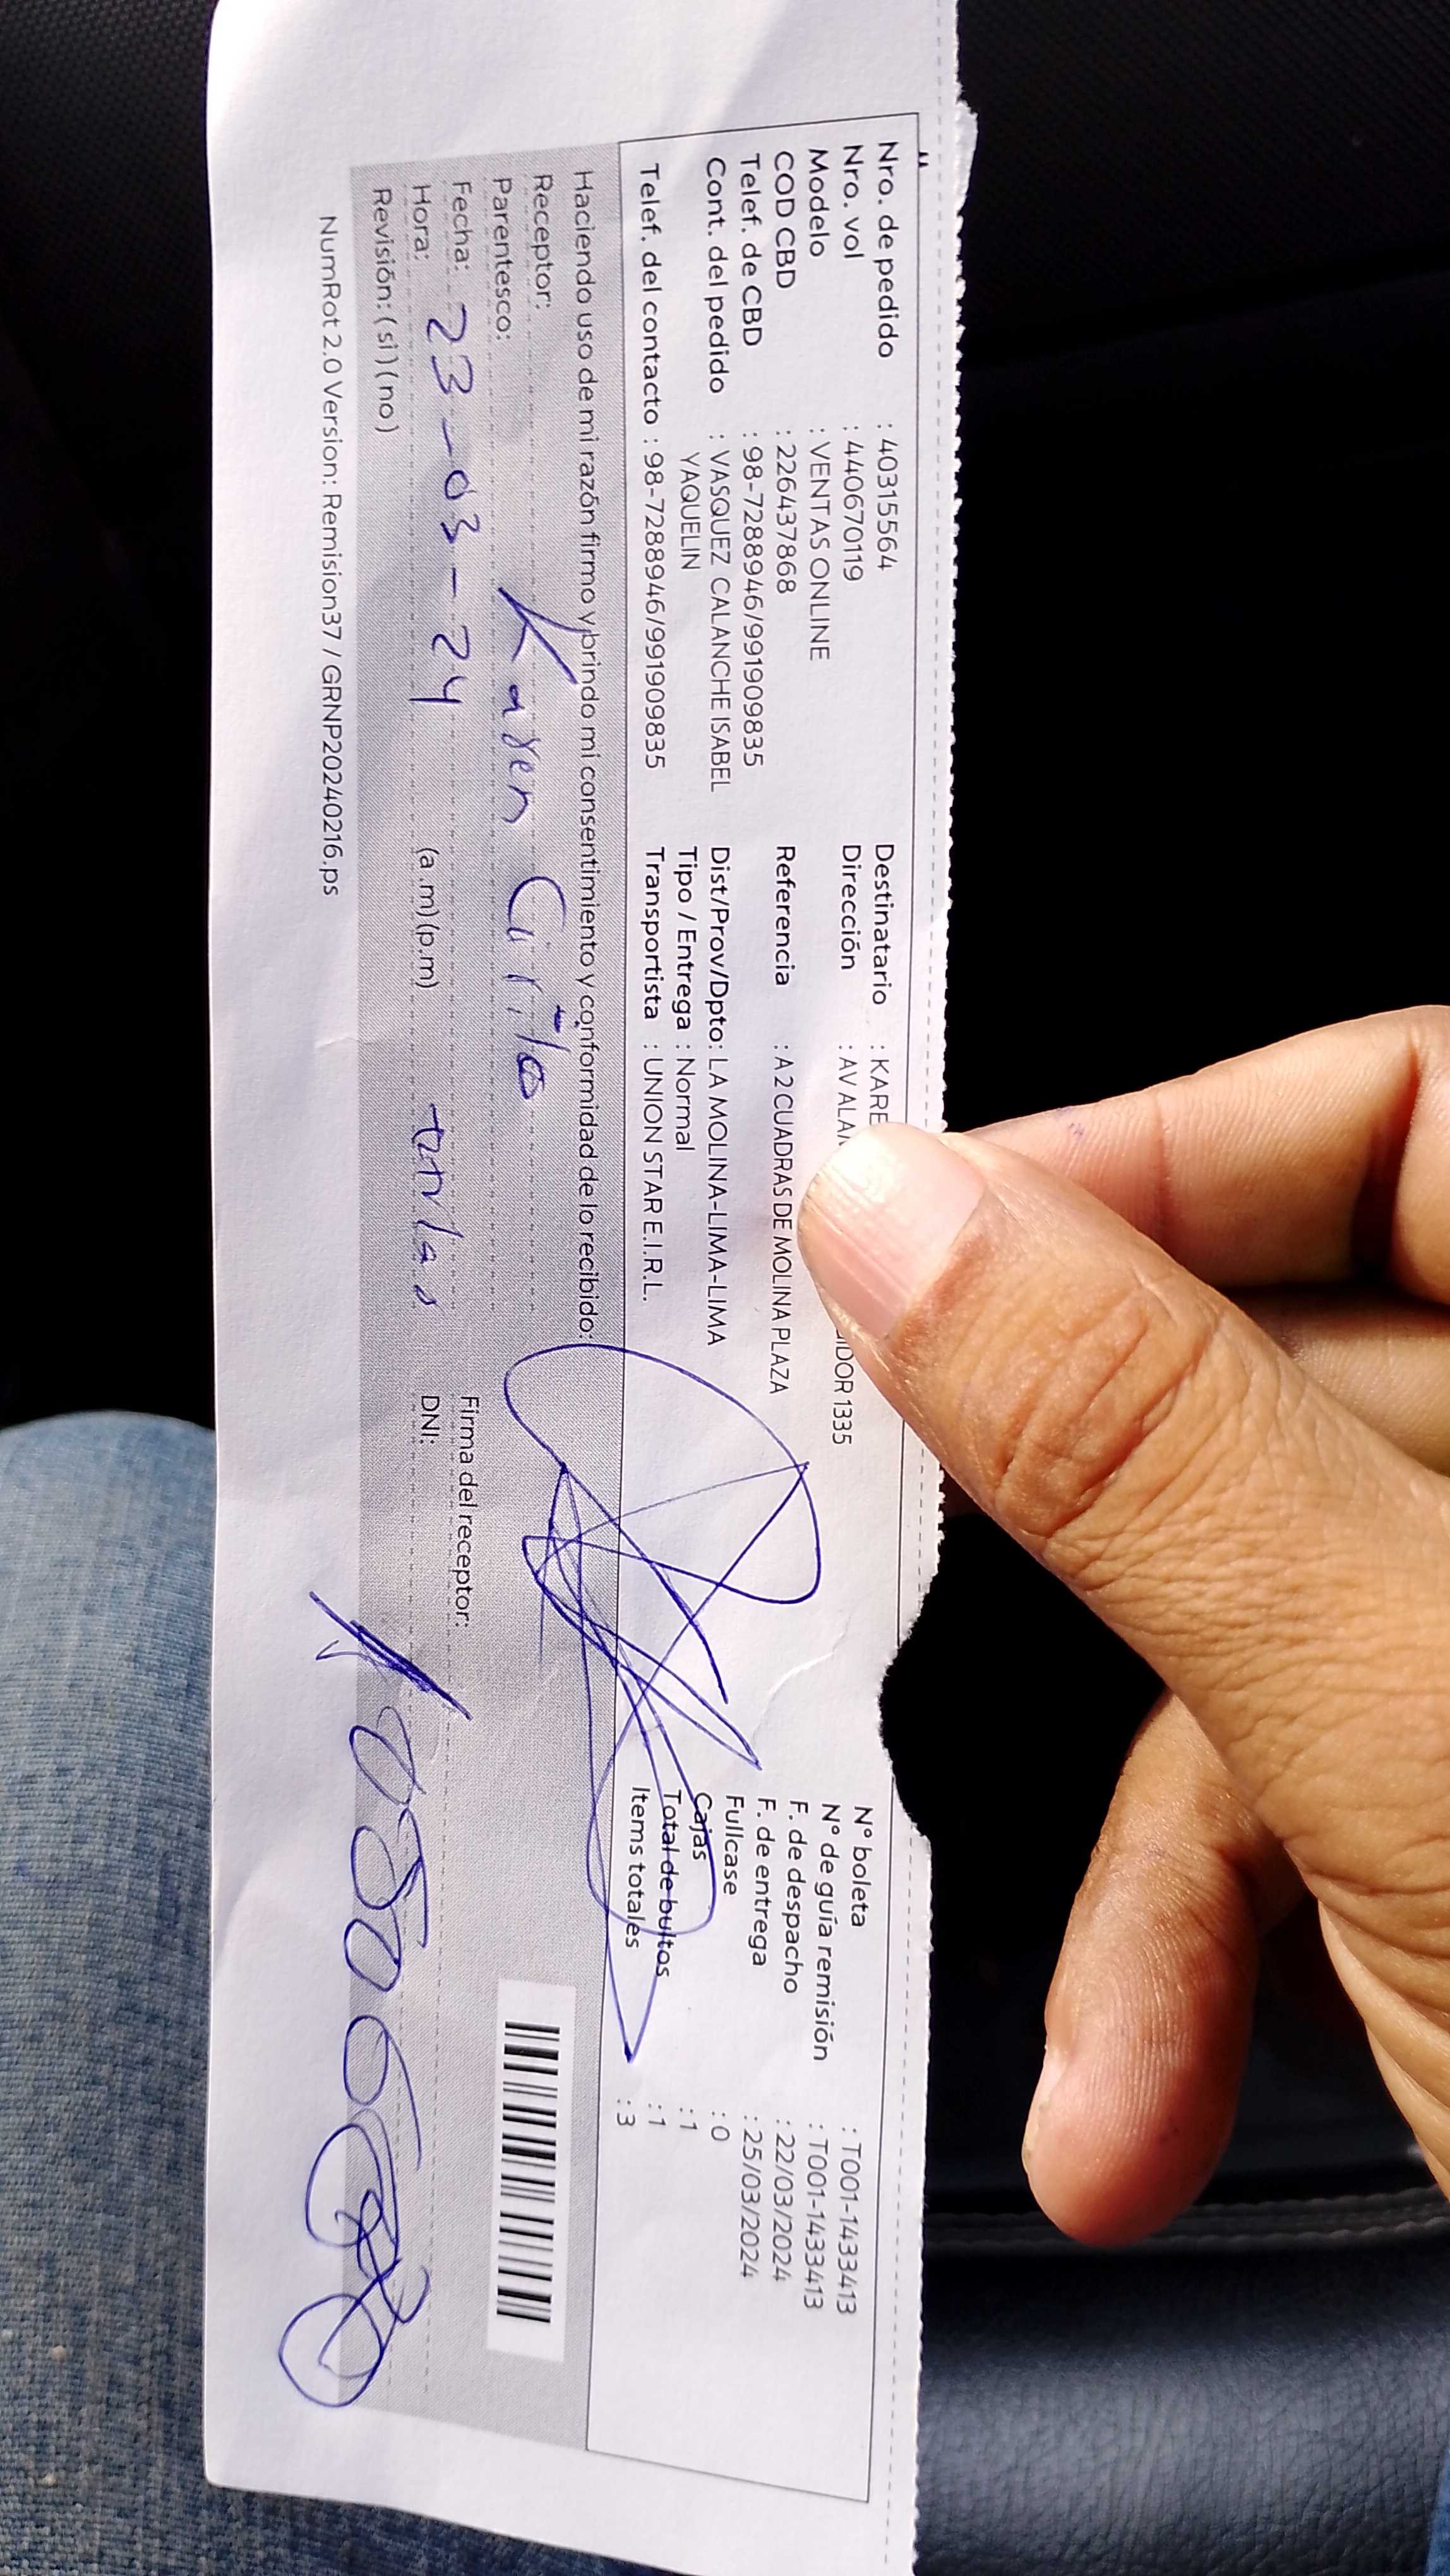 Nro. de pedido : 40315564
Nro. vol : 440670119
Modelo : VENTAS ONLINE
COD CBD : 226437868
Telef. de CBD : 98-7288946/991909835
Cont. del pedido : VASQUEZ CALANCHE ISABEL
YAQUELIN
Telef. del contacto : 98-7288946/991909835
Destinatario : KARE
Dirección : AV ALA IDOR 1335
Referencia : A 2 CUADRAS DE MOLINA PLAZA
Dist/Prov/Dpto: LA MOLINA-LIMA-LIMA
Tipo / Entrega : Normal
Transportista : UNION STAR E.I.R.L.
N° boleta : T001-1433413
N° de guía remisión : T001-1433413
F. de despacho : 22/03/2024
F. de entrega : 25/03/2024
Fullcase : 0
Cajas : 1
Total de bultos : 1
Items totales : 3
Haciendo uso de mi razón firmo y brindo mi consentimiento y conformidad de lo recibido:
Receptor: Karen
Parentesco:
Fecha: 23-03-24
Hora: (a.m) (p.m)
Revisión: (si) (no)
Firma del receptor:
DNI:
NumRot 2.0 Version: Remision37 / GRNP20240216.ps